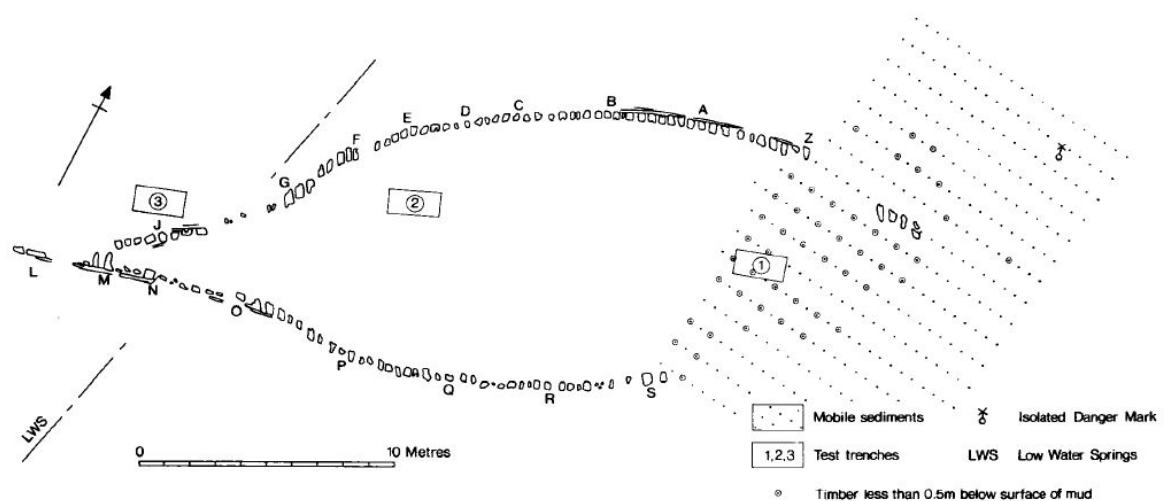 B
A
C
D
E
Z
F
G
3
2
J
L
M
N
1
O
P
Q
R
S
LWS
0
10 Metres
Mobile sediments
Isolated Danger Mark
1,2,3
Test trenches
LWS
Low Water Springs
Timber less than 0.5m below surface of mud